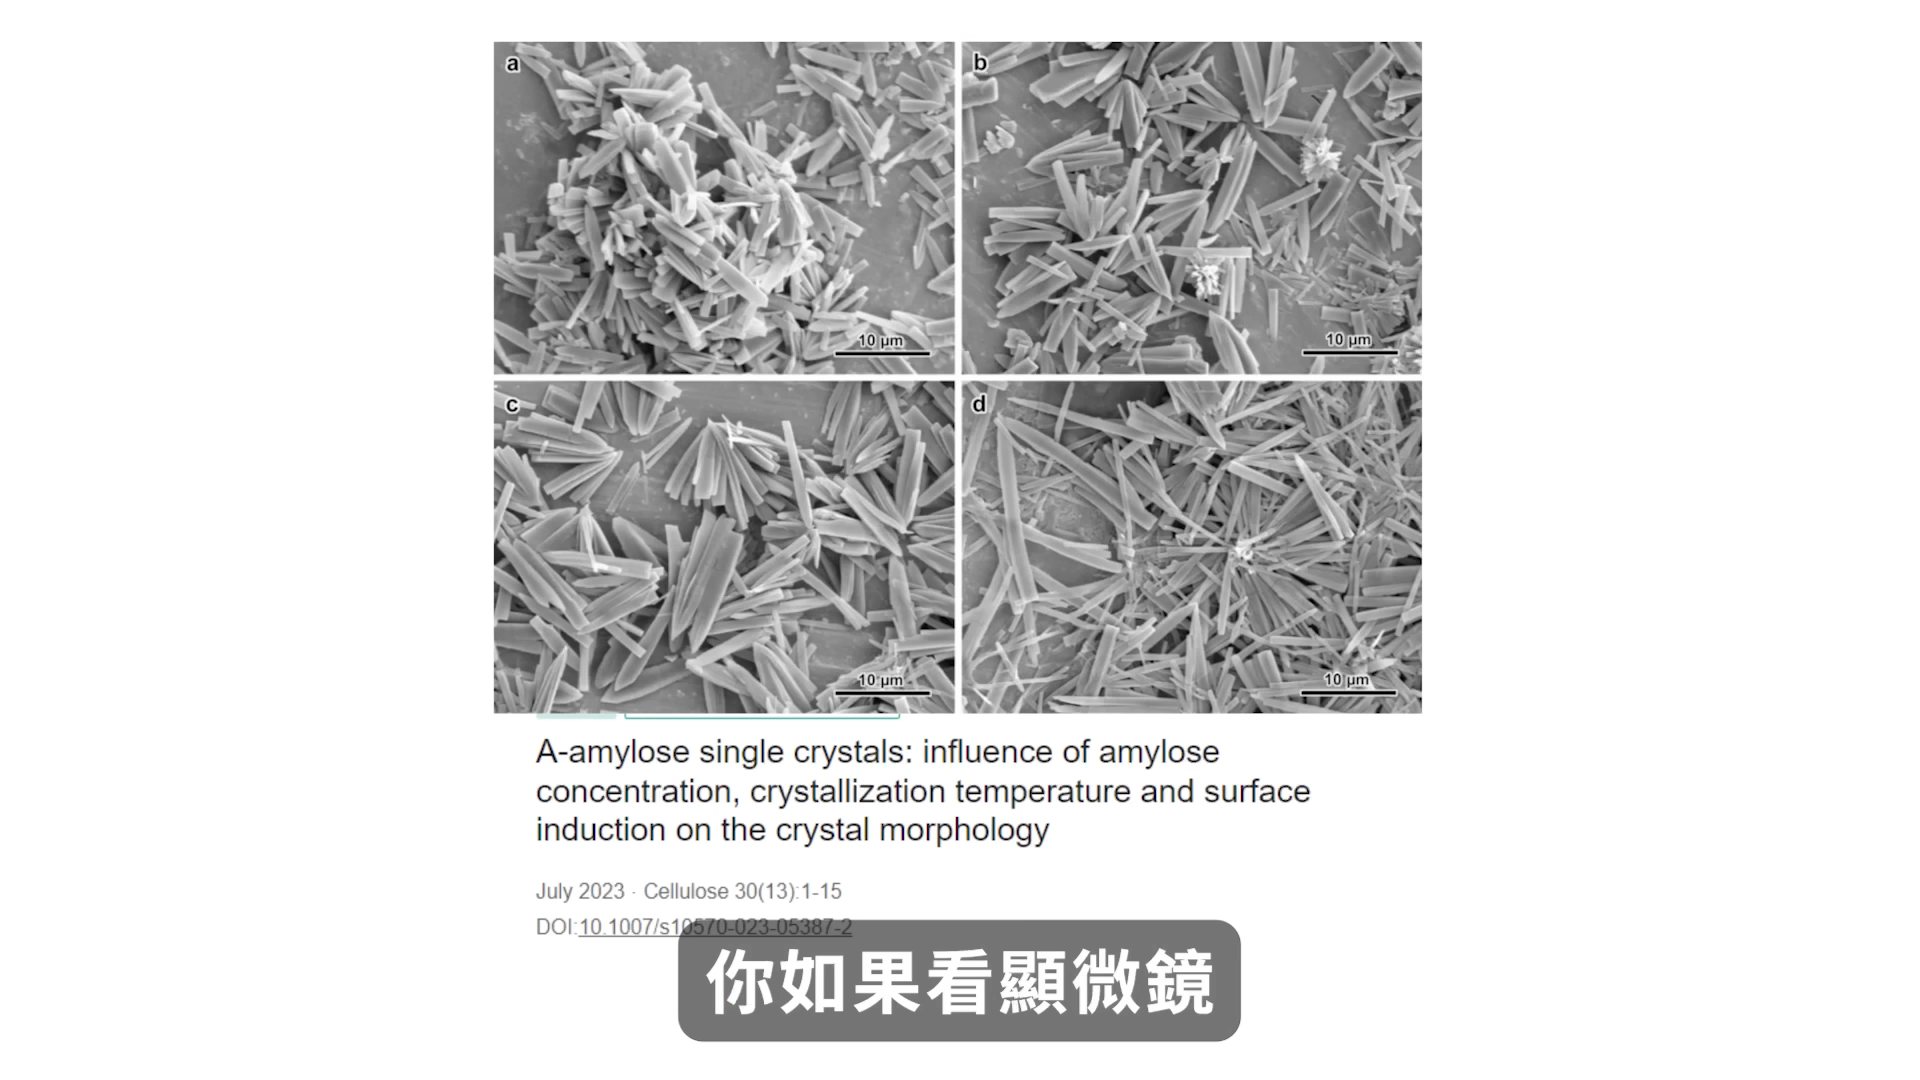 a
b
10 µm
10 µm
c
d
10 µm
10 µm
A-amylose single crystals: influence of amylose
concentration, crystallization temperature and surface
induction on the crystal morphology
July 2023 · Cellulose 30(13):1-15
DOI:10.1007/s10570-023-05387-2
你如果看顯微鏡